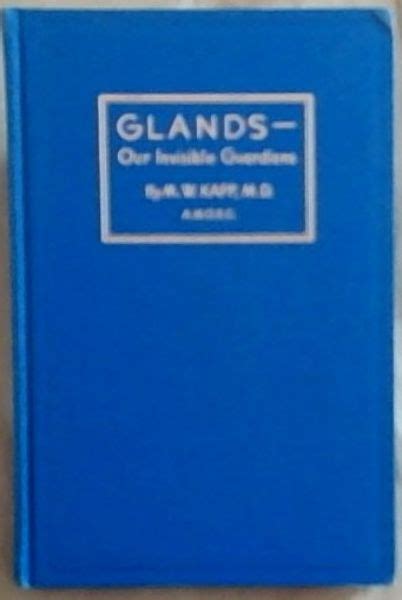 GLANDS—
Our Invisible Guardians
By M. W. KAPP, M.D.
A.M.O.R.C.